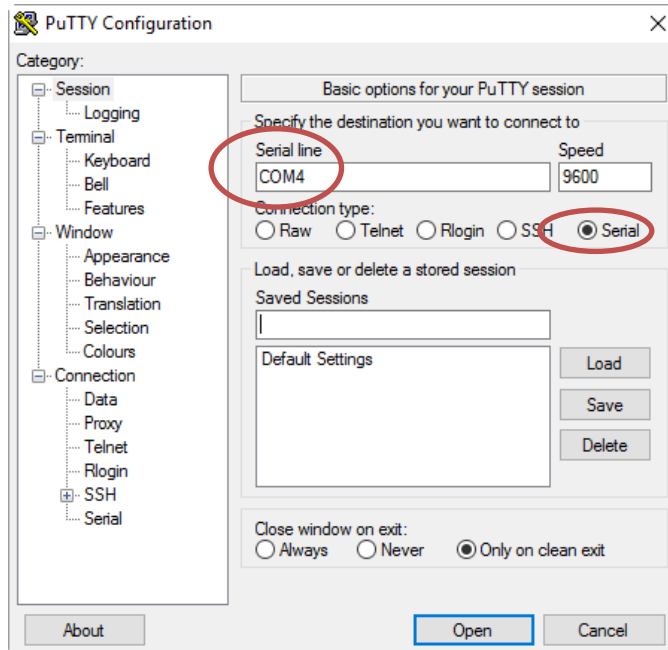 PuTTY Configuration
Category:
Session
Logging
Terminal
Keyboard
Bell
Features
Window
Appearance
Behaviour
Translation
Selection
Colours
Connection
Data
Proxy
Telnet
Rlogin
SSH
Serial
Basic options for your PuTTY session
Specify the destination you want to connect to
Serial line Speed
COM4 9600
Connection type:
Raw Telnet Rlogin SSH Serial
Load, save or delete a stored session
Saved Sessions
Default Settings
Load
Save
Delete
Close window on exit:
Always Never Only on clean exit
About Open Cancel